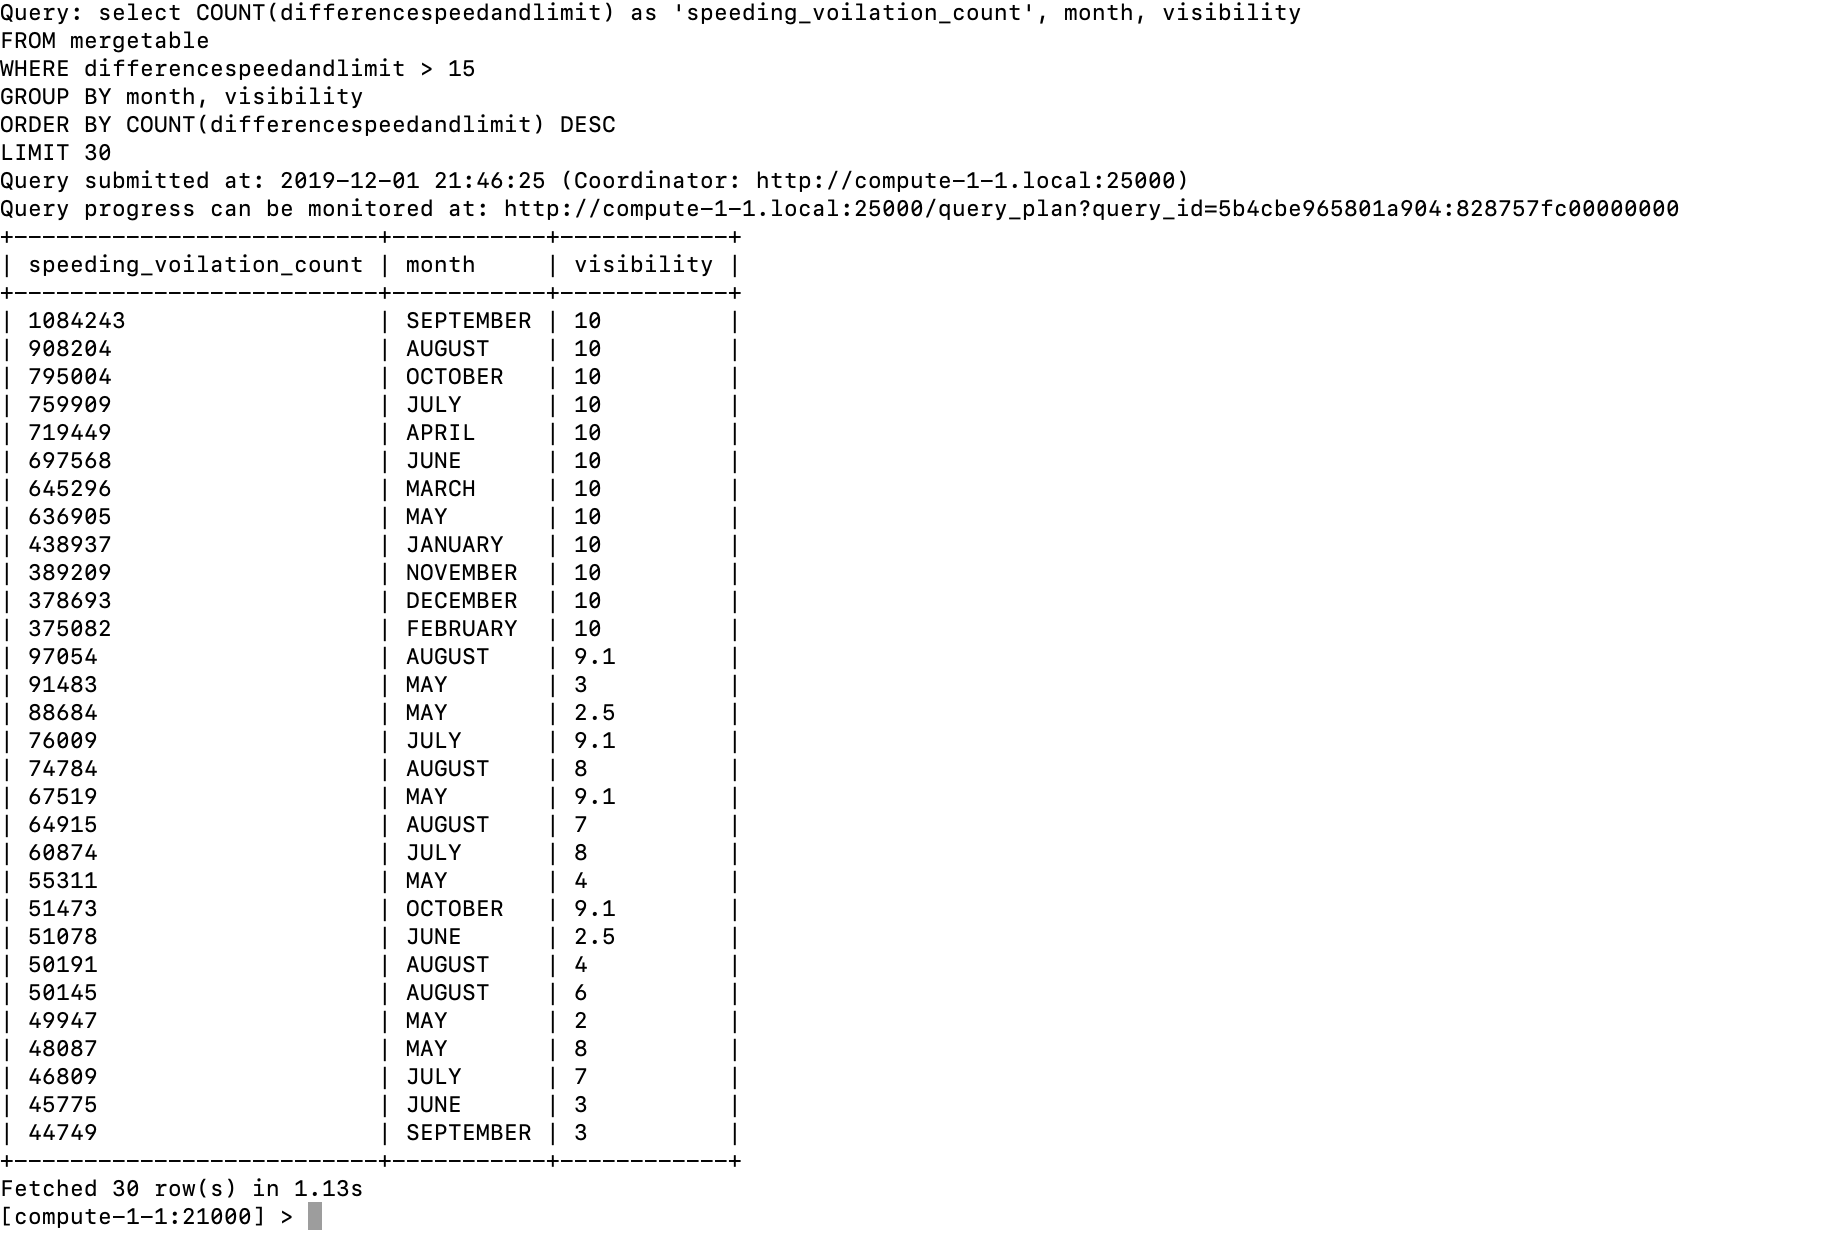 Query: select COUNT(differencespeedandlimit) as 'speeding_voilation_count', month, visibility
FROM mergetable
WHERE differencespeedandlimit > 15
GROUP BY month, visibility
ORDER BY COUNT(differencespeedandlimit) DESC
LIMIT 30
Query submitted at: 2019-12-01 21:46:25 (Coordinator: http://compute-1-1.local:25000)
Query progress can be monitored at: http://compute-1-1.local:25000/query_plan?query_id=5b4cbe965801a904:828757fc00000000
+--------------------------+-----------+------------+
| speeding_voilation_count | month     | visibility |
+--------------------------+-----------+------------+
| 1084243                  | SEPTEMBER | 10         |
| 908204                   | AUGUST    | 10         |
| 795004                   | OCTOBER   | 10         |
| 759909                   | JULY      | 10         |
| 719449                   | APRIL     | 10         |
| 697568                   | JUNE      | 10         |
| 645296                   | MARCH     | 10         |
| 636905                   | MAY       | 10         |
| 438937                   | JANUARY   | 10         |
| 389209                   | NOVEMBER  | 10         |
| 378693                   | DECEMBER  | 10         |
| 375082                   | FEBRUARY  | 10         |
| 97054                    | AUGUST    | 9.1        |
| 91483                    | MAY       | 3          |
| 88684                    | MAY       | 2.5        |
| 76009                    | JULY      | 9.1        |
| 74784                    | AUGUST    | 8          |
| 67519                    | MAY       | 9.1        |
| 64915                    | AUGUST    | 7          |
| 60874                    | JULY      | 8          |
| 55311                    | MAY       | 4          |
| 51473                    | OCTOBER   | 9.1        |
| 51078                    | JUNE      | 2.5        |
| 50191                    | AUGUST    | 4          |
| 50145                    | AUGUST    | 6          |
| 49947                    | MAY       | 2          |
| 48087                    | MAY       | 8          |
| 46809                    | JULY      | 7          |
| 45775                    | JUNE      | 3          |
| 44749                    | SEPTEMBER | 3          |
+--------------------------+-----------+------------+
Fetched 30 row(s) in 1.13s
[compute-1-1:21000] >